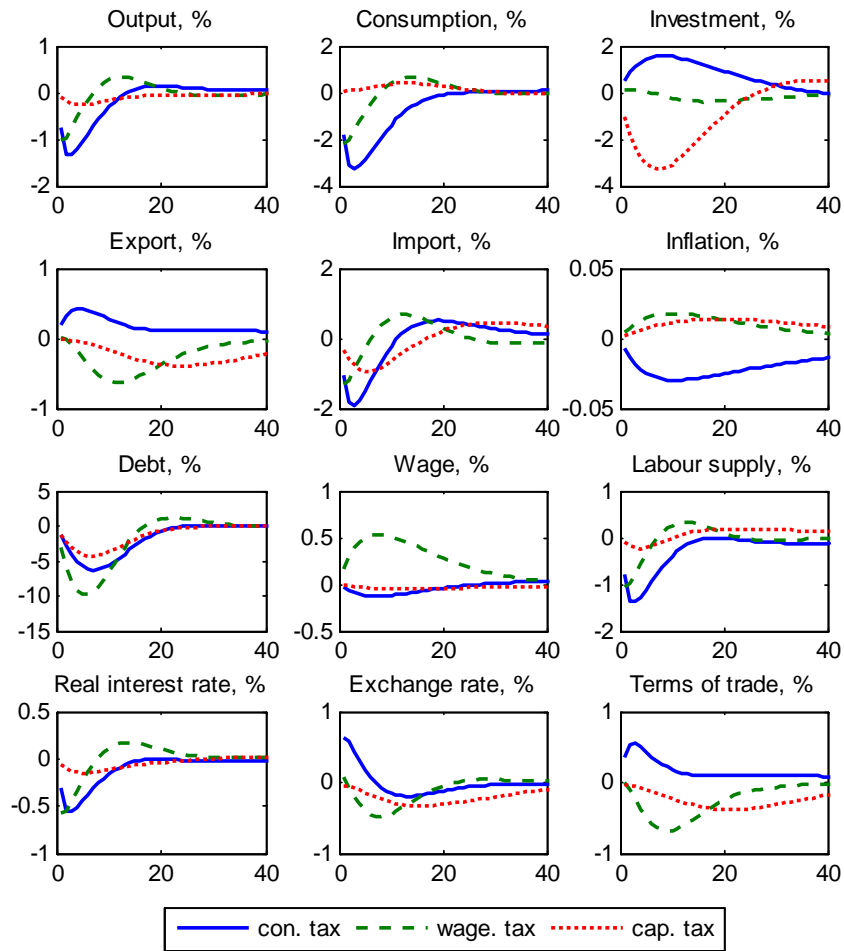 Output, % Consumption, % Investment, %
1 4 2
0 2 0
-1 0 -2
-2 -2 -4
-4
0 20 40 0 20 40 0 20 40
Export, % Import, % Inflation, %
1 2 0.05
0 0 0
-1 -2 -0.05
0 20 40 0 20 40 0 20 40
Debt, % Wage, % Labour supply, %
5 1 1
0 0.5 0
-5 0 -1
-10 -0.5 -2
-15
0 20 40 0 20 40 0 20 40
Real interest rate, % Exchange rate, % Terms of trade, %
0.5 1 1
0 0 0
-0.5 -1 -1
-1
0 20 40 0 20 40 0 20 40
con. tax wage. tax cap. tax